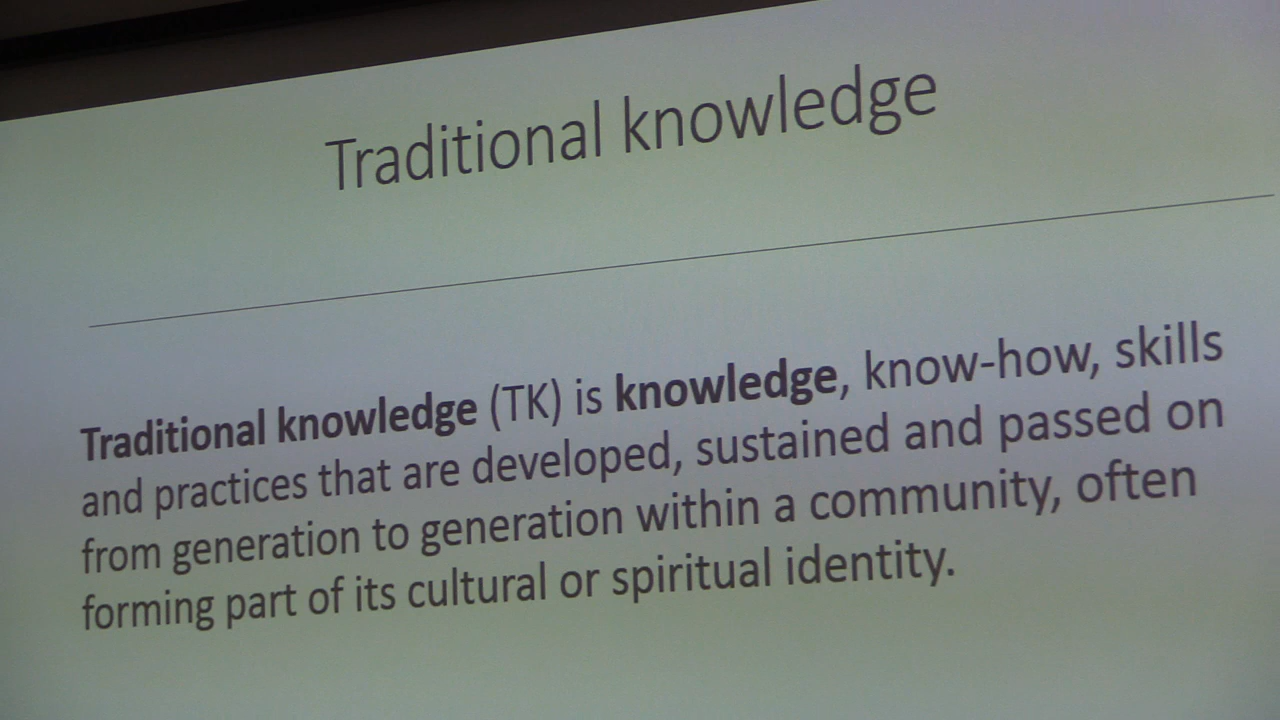 Traditional knowledge
Traditional knowledge (TK) is knowledge, know-how, skills
and practices that are developed, sustained and passed on
from generation to generation within a community, often
forming part of its cultural or spiritual identity.